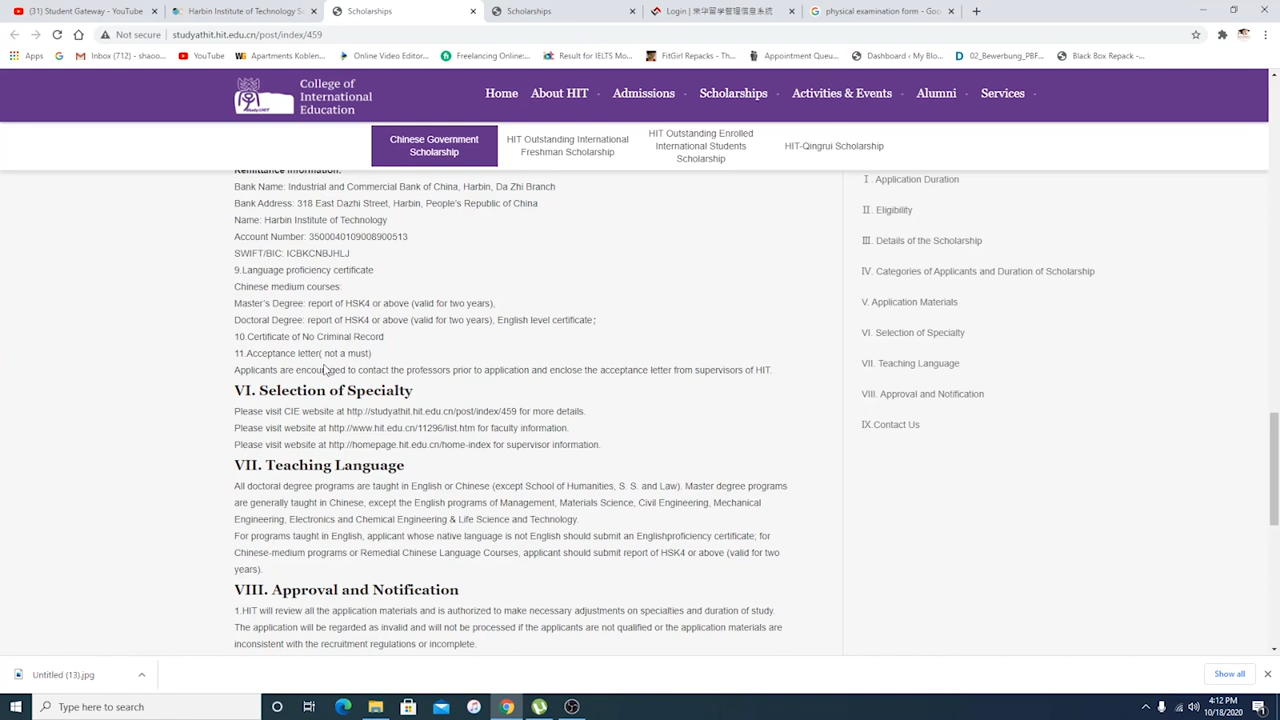 (31) Student Gateway - YouTube
Harbin Institute of Technology S
Scholarships
Scholarships
Login | 来华留学管理信息系统
physical examination form - Goo
Not secure
studyathit.hit.edu.cn/post/index/459
Apps
Inbox (712) - shaoo...
YouTube
Apartments Koblen...
Online Video Editor...
Freelancing Online:...
Result for IELTS Mo...
FitGirl Repacks - Th...
Appointment Queu...
Dashboard ‹ My Blo...
02_Bewerbung_PBF...
Black Box Repack -...
College of
International
Education
Home
About HIT
Admissions
Scholarships
Activities & Events
Alumni
Services
Chinese Government
Scholarship
HIT Outstanding International
Freshman Scholarship
HIT Outstanding Enrolled
International Students
Scholarship
HIT-Qingrui Scholarship
Remittance Information:
Bank Name: Industrial and Commercial Bank of China, Harbin, Da Zhi Branch
Bank Address: 318 East Dazhi Street, Harbin, People's Republic of China
Name: Harbin Institute of Technology
Account Number: 3500040109008900513
SWIFT/BIC: ICBKCNBJHLJ
9.Language proficiency certificate
Chinese medium courses:
Master's Degree: report of HSK4 or above (valid for two years),
Doctoral Degree: report of HSK4 or above (valid for two years), English level certificate；
10.Certificate of No Criminal Record
11.Acceptance letter( not a must)
Applicants are encouraged to contact the professors prior to application and enclose the acceptance letter from supervisors of HIT.
VI. Selection of Specialty
Please visit CIE website at http://studyathit.hit.edu.cn/post/index/459 for more details.
Please visit website at http://www.hit.edu.cn/11296/list.htm for faculty information.
Please visit website at http://homepage.hit.edu.cn/home-index for supervisor information.
VII. Teaching Language
All doctoral degree programs are taught in English or Chinese (except School of Humanities, S. S. and Law). Master degree programs
are generally taught in Chinese, except the English programs of Management, Materials Science, Civil Engineering, Mechanical
Engineering, Electronics and Chemical Engineering & Life Science and Technology.
For programs taught in English, applicant whose native language is not English should submit an Englishproficiency certificate; for
Chinese-medium programs or Remedial Chinese Language Courses, applicant should submit report of HSK4 or above (valid for two
years).
VIII. Approval and Notification
1.HIT will review all the application materials and is authorized to make necessary adjustments on specialties and duration of study.
The application will be regarded as invalid and will not be processed if the applicants are not qualified or the application materials are
inconsistent with the recruitment regulations or incomplete.
Ⅰ. Application Duration
Ⅱ. Eligibility
Ⅲ. Details of the Scholarship
Ⅳ. Categories of Applicants and Duration of Scholarship
V. Application Materials
VI. Selection of Specialty
VII. Teaching Language
VIII. Approval and Notification
Ⅸ.Contact Us
Untitled (13).jpg
Show all
Type here to search
4:12 PM
10/18/2020